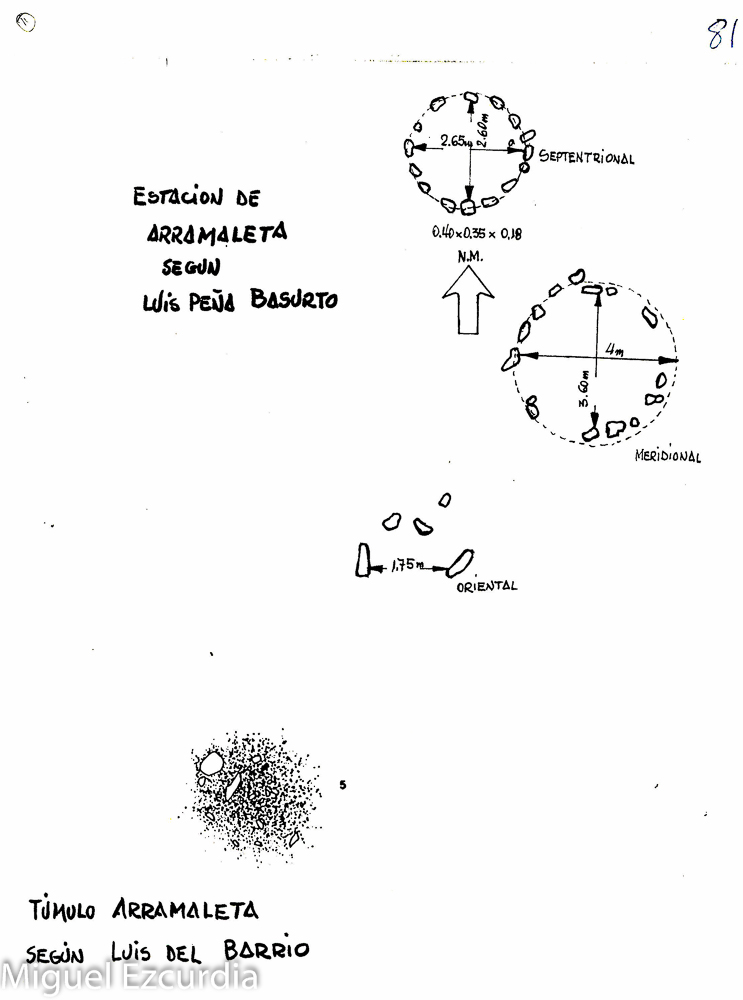 81
ESTACION DE
ARRAMALETA
SEGUN
LUIS PEÑA BASURTO
2.65m
2.60m
SEPTENTRIONAL
0.40 x 0.35 x 0.18
N.M.
4m
3.60m
MERIDIONAL
1.75m
ORIENTAL
5
TÚMULO ARRAMALETA
SEGÚN LUIS DEL BARRIO
Miguel Ezcurdia